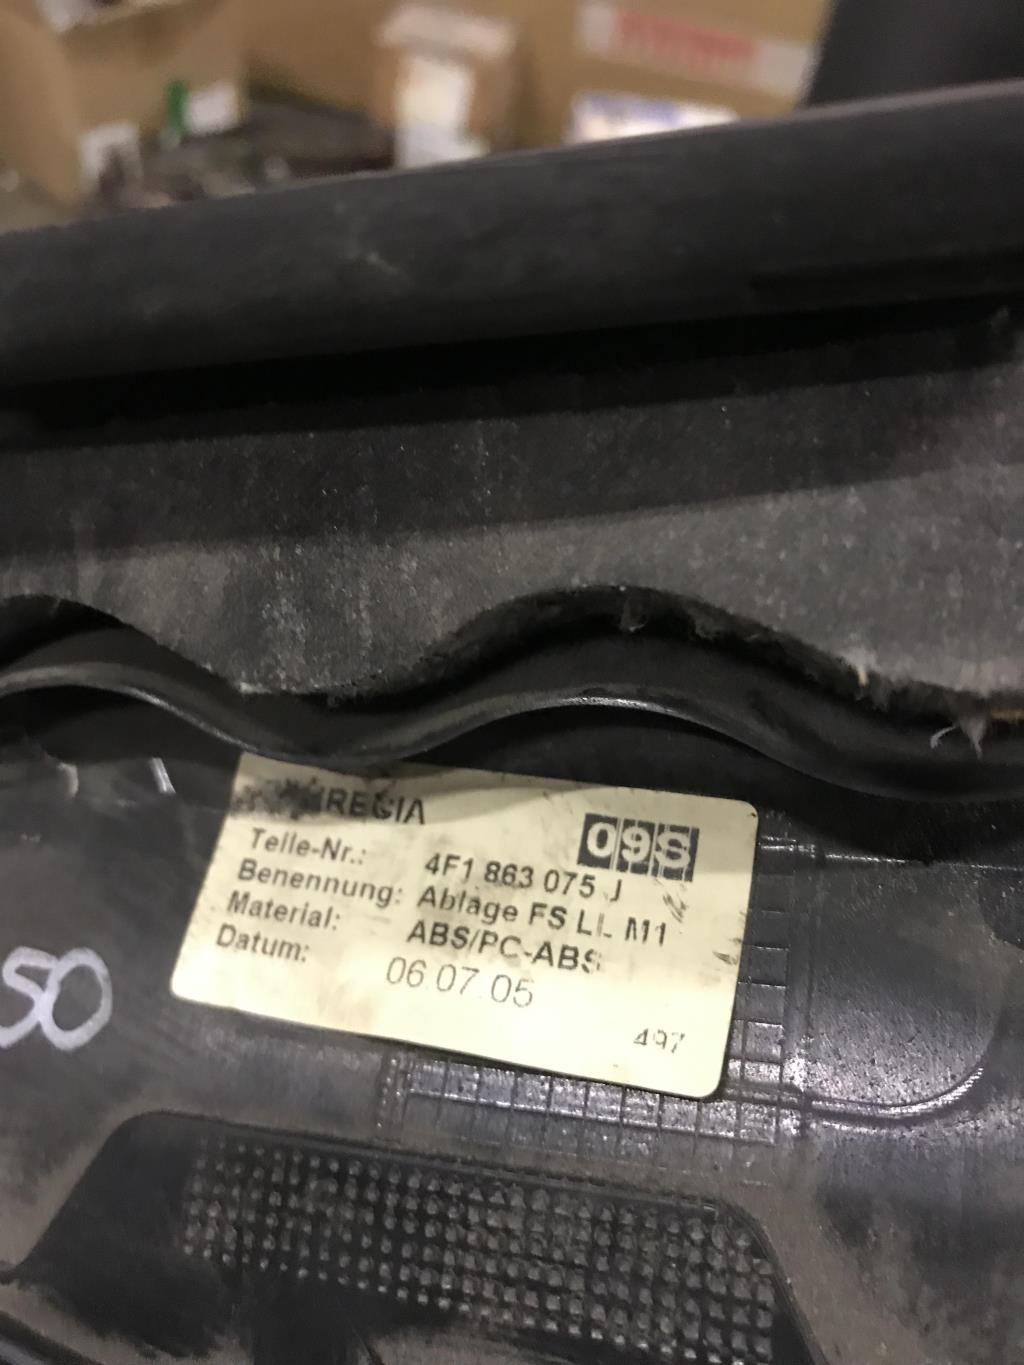 09S
Teile-Nr.: 4F1 863 075 J
Benennung: Ablage FS LL M1
Material: ABS/PC-ABS
Datum: 06.07.05
497
50